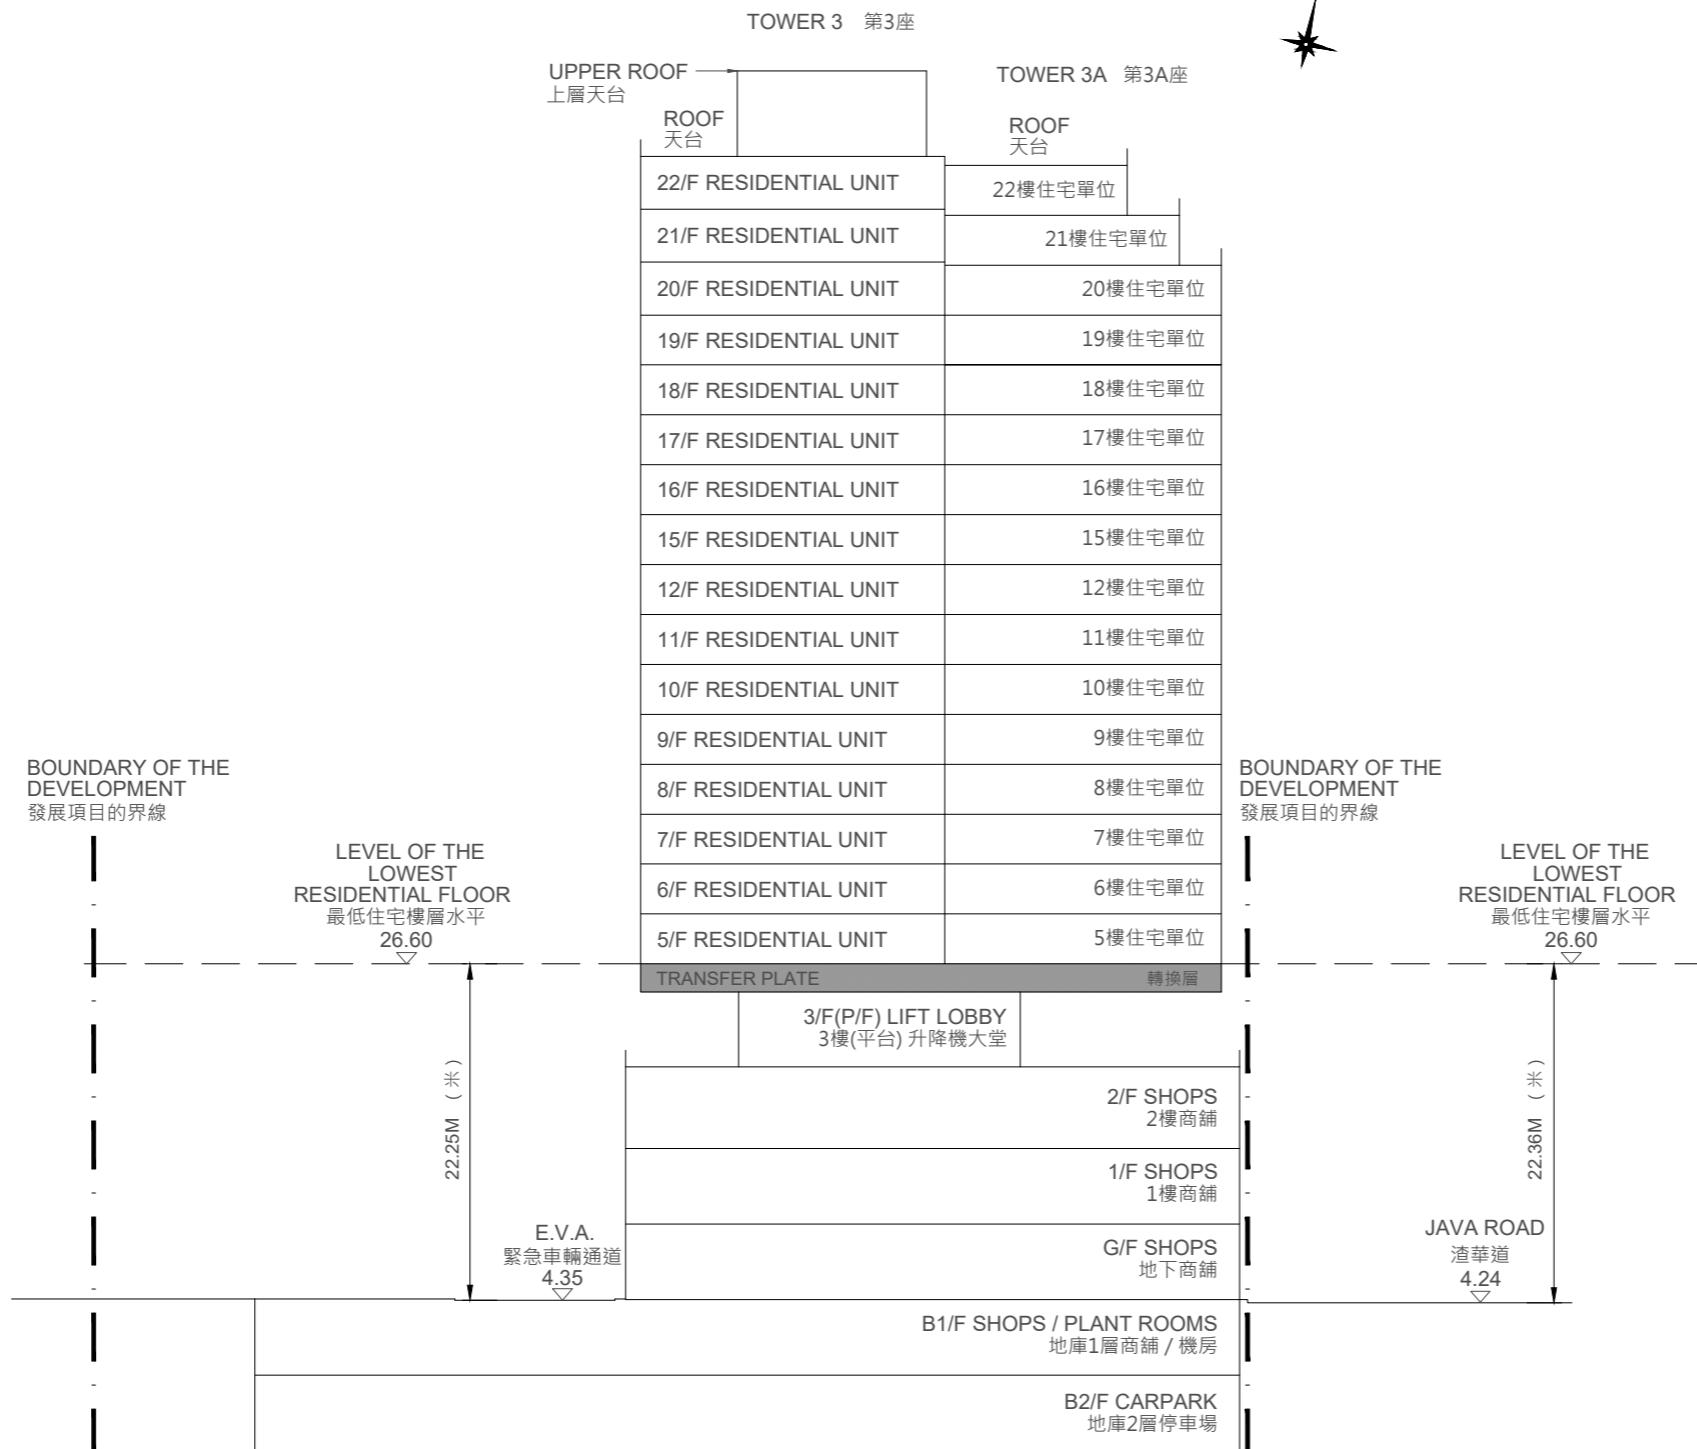 TOWER 3 第3座
UPPER ROOF
上層天台
TOWER 3A 第3A座
ROOF
天台
ROOF
天台
22/F RESIDENTIAL UNIT
22樓住宅單位
21/F RESIDENTIAL UNIT
21樓住宅單位
20/F RESIDENTIAL UNIT
20樓住宅單位
19/F RESIDENTIAL UNIT
19樓住宅單位
18/F RESIDENTIAL UNIT
18樓住宅單位
17/F RESIDENTIAL UNIT
17樓住宅單位
16/F RESIDENTIAL UNIT
16樓住宅單位
15/F RESIDENTIAL UNIT
15樓住宅單位
12/F RESIDENTIAL UNIT
12樓住宅單位
11/F RESIDENTIAL UNIT
11樓住宅單位
10/F RESIDENTIAL UNIT
10樓住宅單位
9/F RESIDENTIAL UNIT
9樓住宅單位
8/F RESIDENTIAL UNIT
8樓住宅單位
7/F RESIDENTIAL UNIT
7樓住宅單位
6/F RESIDENTIAL UNIT
6樓住宅單位
5/F RESIDENTIAL UNIT
5樓住宅單位
BOUNDARY OF THE
DEVELOPMENT
發展項目的界線
BOUNDARY OF THE
DEVELOPMENT
發展項目的界線
LEVEL OF THE
LOWEST
RESIDENTIAL FLOOR
最低住宅樓層水平
26.60
LEVEL OF THE
LOWEST
RESIDENTIAL FLOOR
最低住宅樓層水平
26.60
TRANSFER PLATE
轉換層
3/F(P/F) LIFT LOBBY
3樓(平台) 升降機大堂
22.25M (米)
22.36M (米)
2/F SHOPS
2樓商舖
1/F SHOPS
1樓商舖
G/F SHOPS
地下商舖
E.V.A.
緊急車輛通道
4.35
JAVA ROAD
渣華道
4.24
B1/F SHOPS / PLANT ROOMS
地庫1層商舖 / 機房
B2/F CARPARK
地庫2層停車場